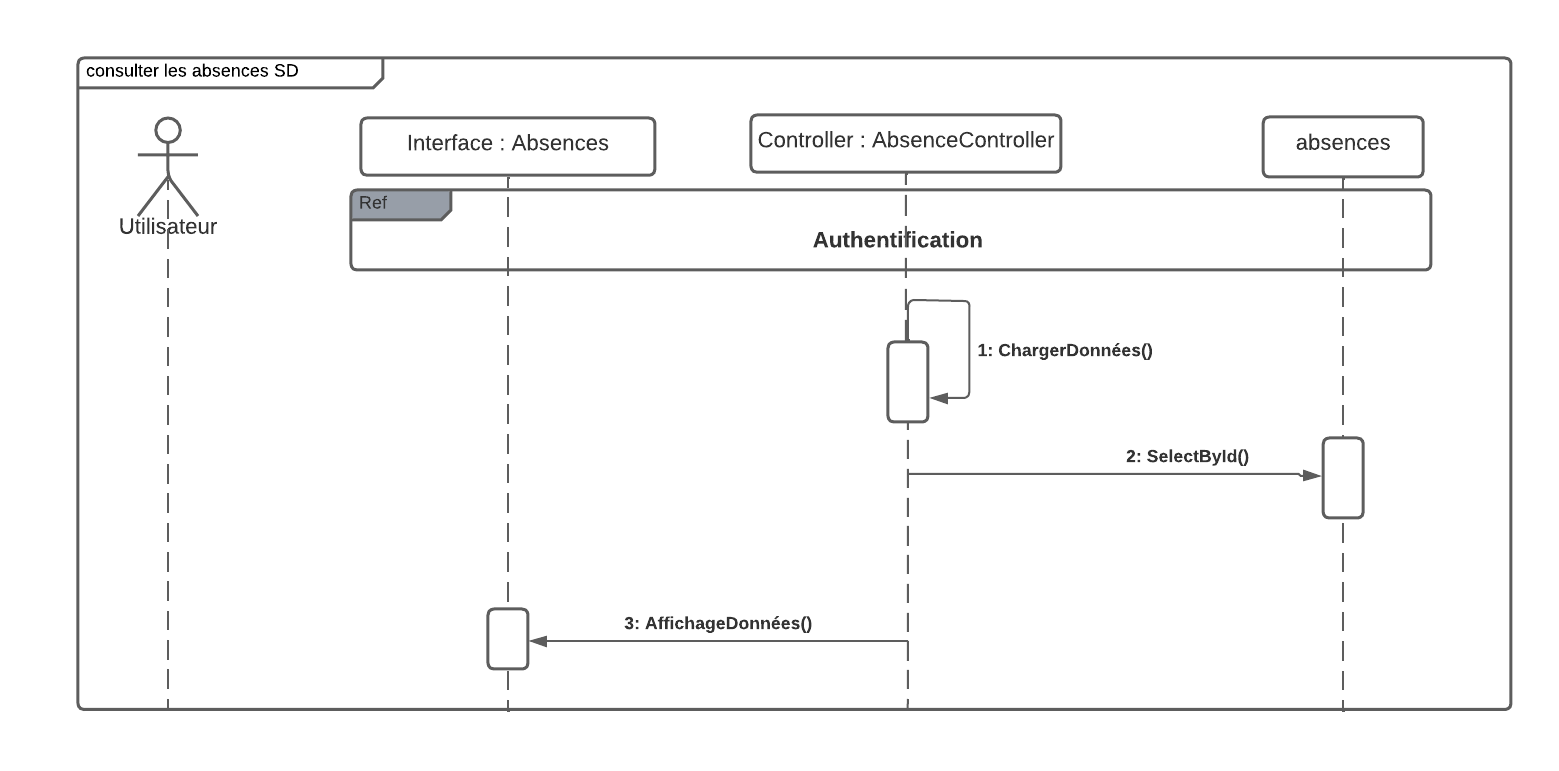 consulter les absences SD
Interface : Absences
Controller : AbsenceController
absences
Utilisateur
Ref
Authentification
1: ChargerDonnées()
2: SelectById()
3: AffichageDonnées()